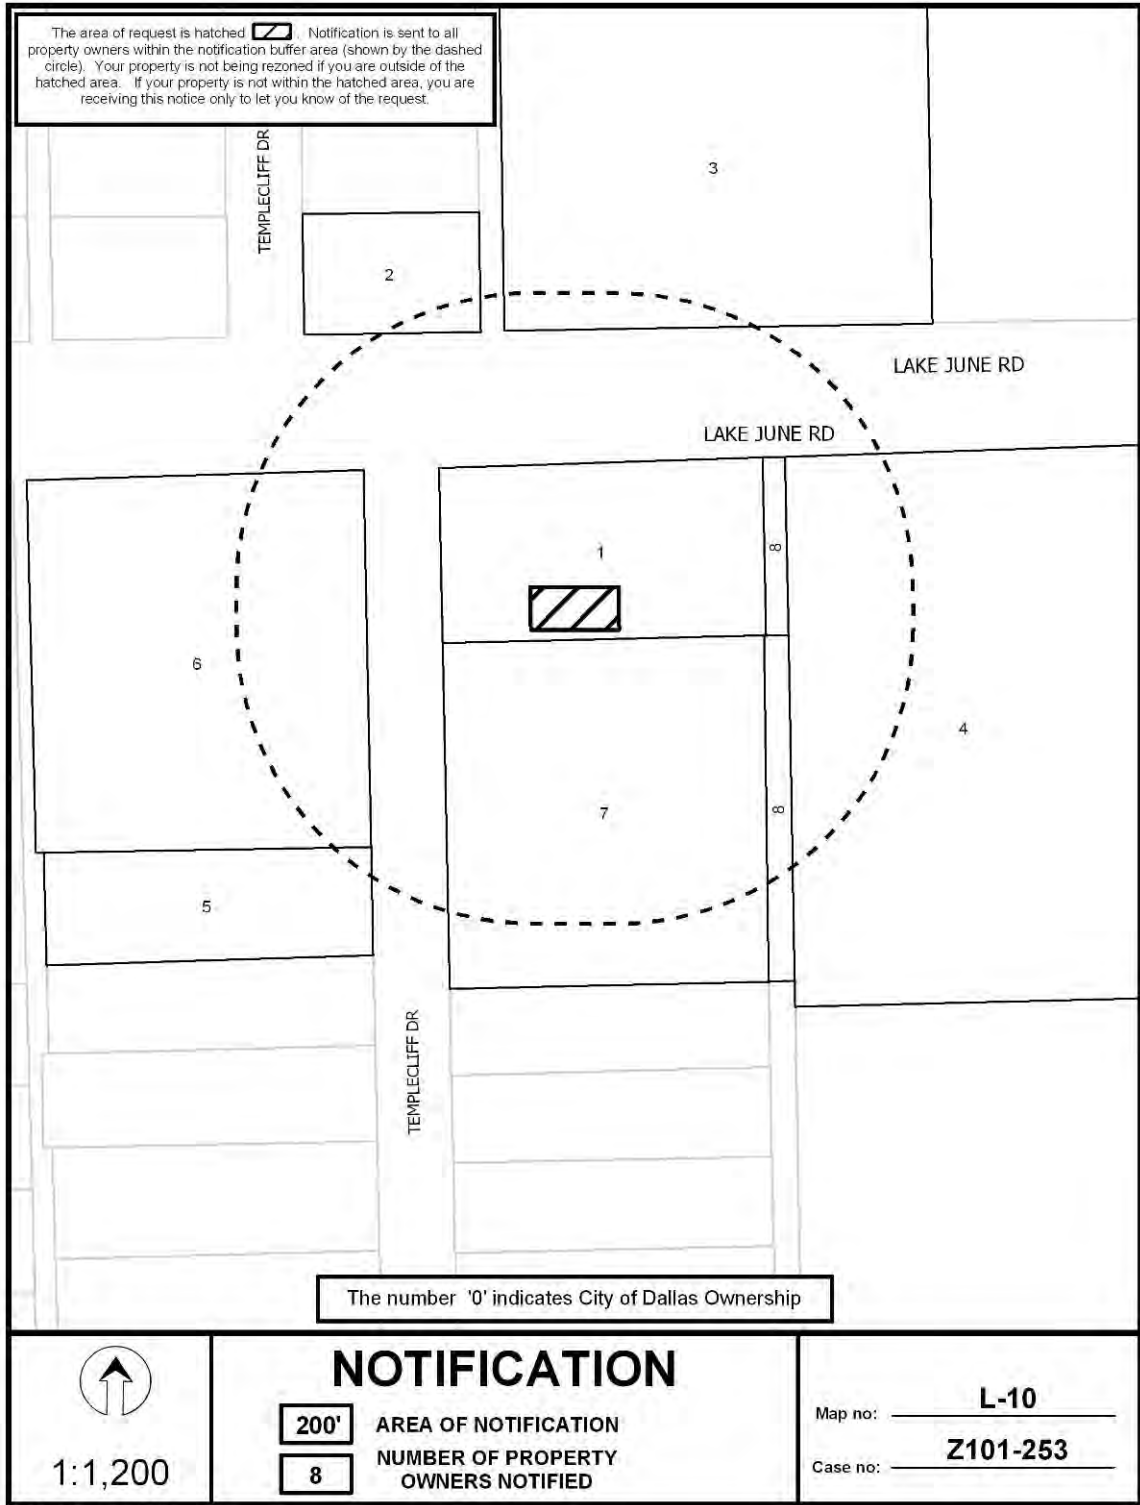 The area of request is hatched . Notification is sent to all
property owners within the notification buffer area (shown by the dashed
circle). Your property is not being rezoned if you are outside of the
hatched area. If your property is not within the hatched area, you are
receiving this notice only to let you know of the request.
TEMPLECLIFF DR
3
2
LAKE JUNE RD
LAKE JUNE RD
1
8
6
4
7
8
5
TEMPLECLIFF DR
The number '0' indicates City of Dallas Ownership
1:1,200
NOTIFICATION
200' AREA OF NOTIFICATION
8 NUMBER OF PROPERTY
OWNERS NOTIFIED
Map no: L-10
Case no: Z101-253